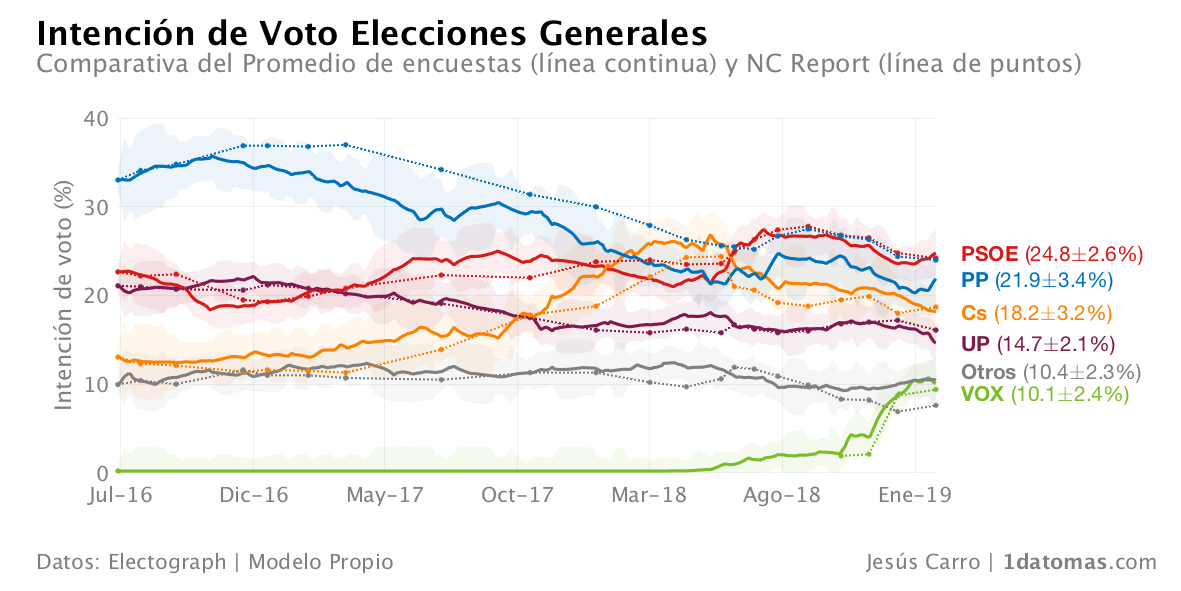 Intención de Voto Elecciones Generales
Comparativa del Promedio de encuestas (línea continua) y NC Report (línea de puntos)
Intención de voto (%)
40
30
20
10
0
Jul-16 Dic-16 May-17 Oct-17 Mar-18 Ago-18 Ene-19
PSOE (24.8±2.6%)
PP (21.9±3.4%)
Cs (18.2±3.2%)
UP (14.7±2.1%)
Otros (10.4±2.3%)
VOX (10.1±2.4%)
Datos: Electograph | Modelo Propio
Jesús Carro | 1datomas.com